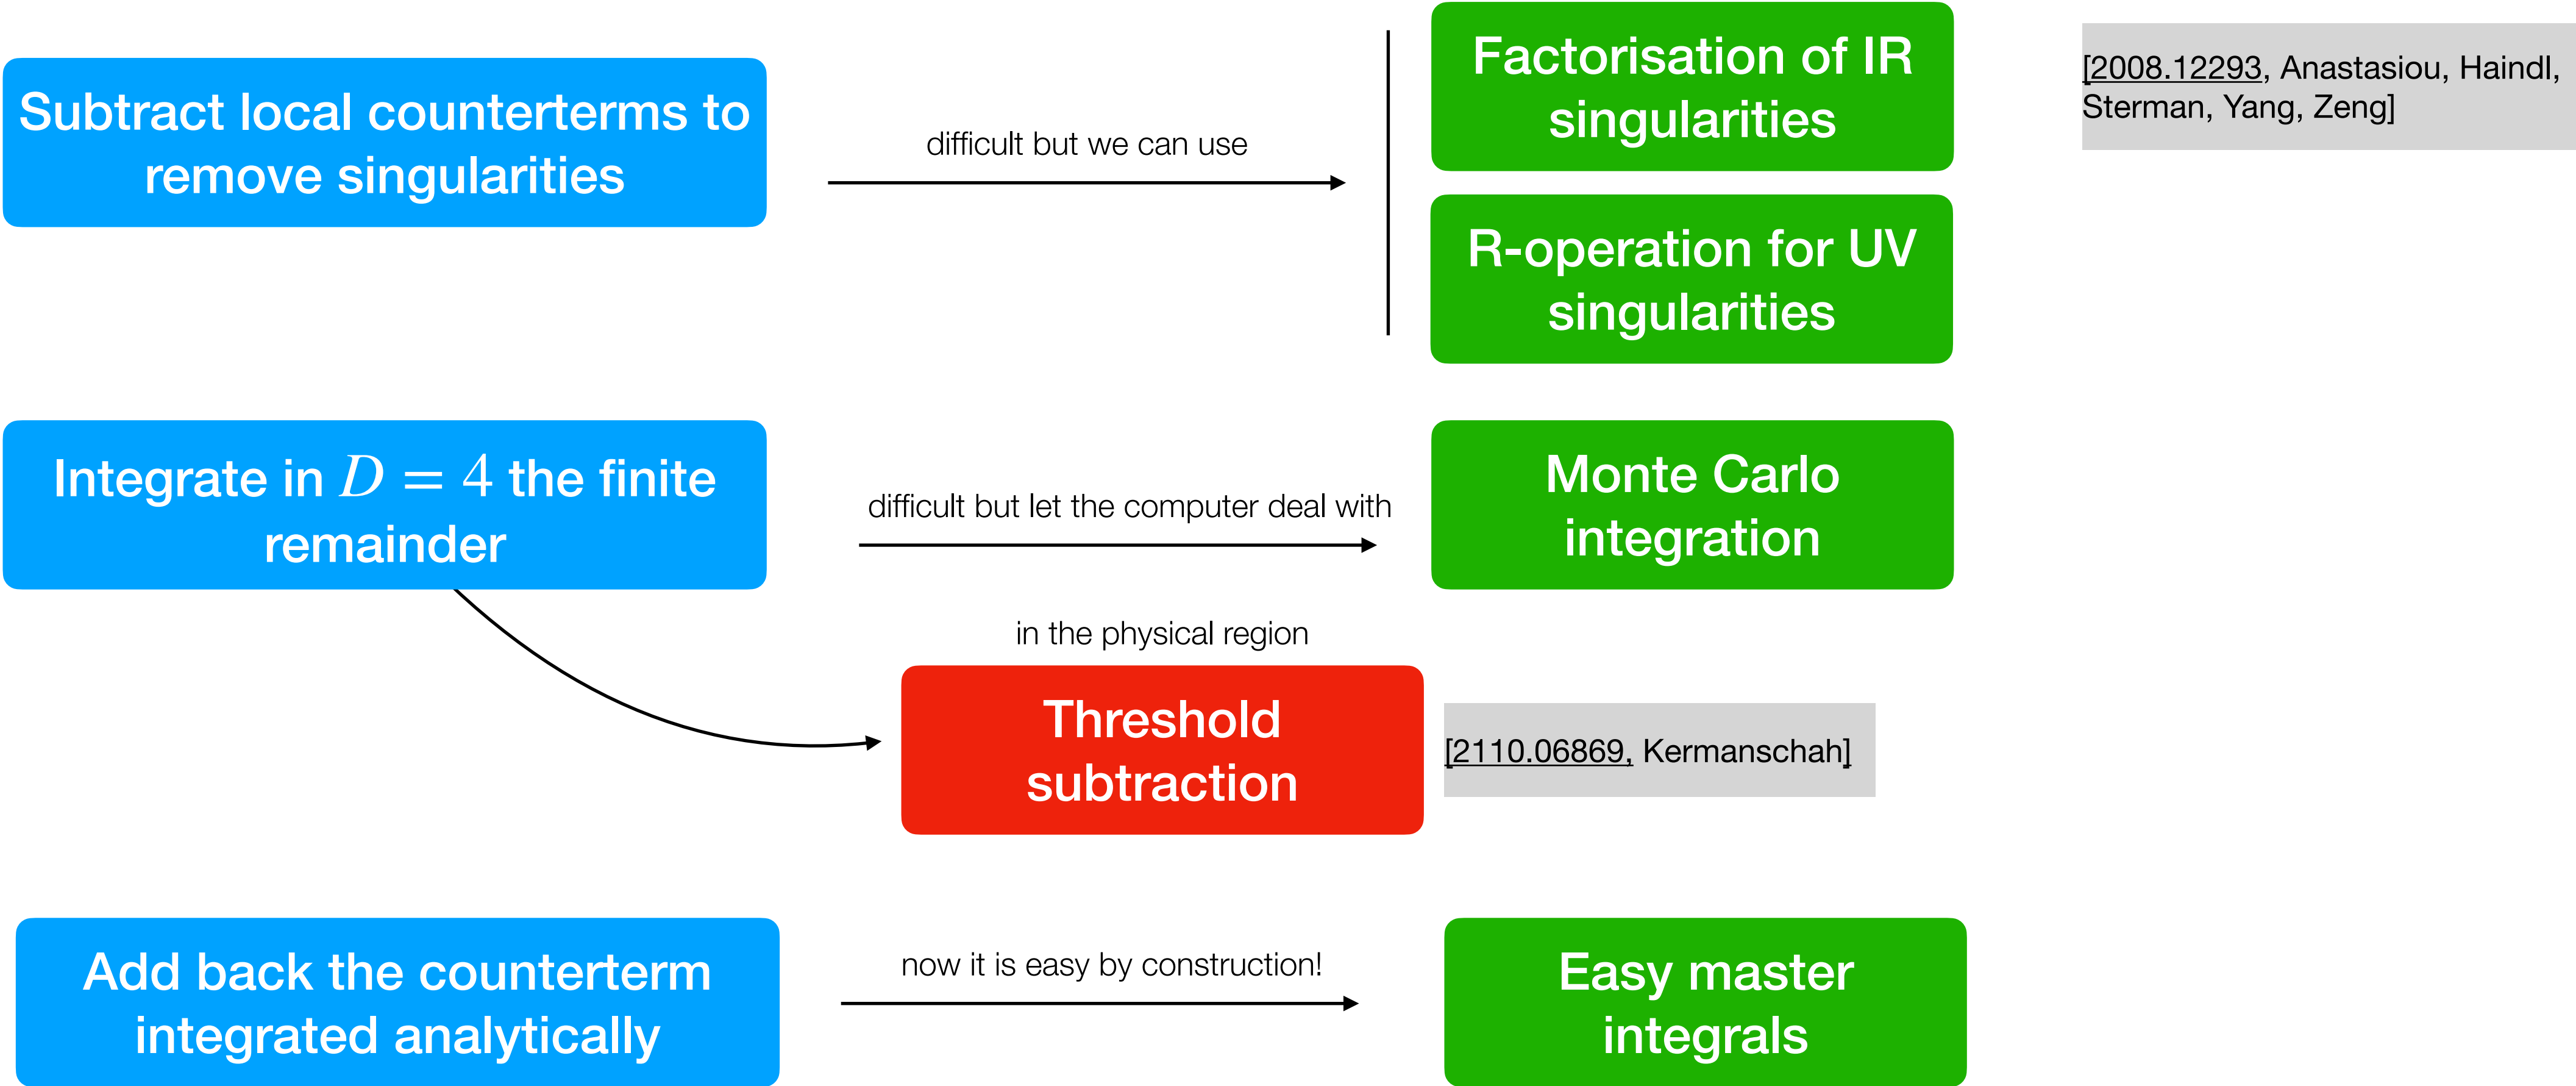 Subtract local counterterms to
remove singularities
difficult but we can use
Factorisation of IR
singularities
[2008.12293, Anastasiou, Haindl,
Sterman, Yang, Zeng]
R-operation for UV
singularities
Integrate in D = 4 the finite
remainder
difficult but let the computer deal with
Monte Carlo
integration
in the physical region
Threshold
subtraction
[2110.06869, Kermanschah]
Add back the counterterm
integrated analytically
now it is easy by construction!
Easy master
integrals